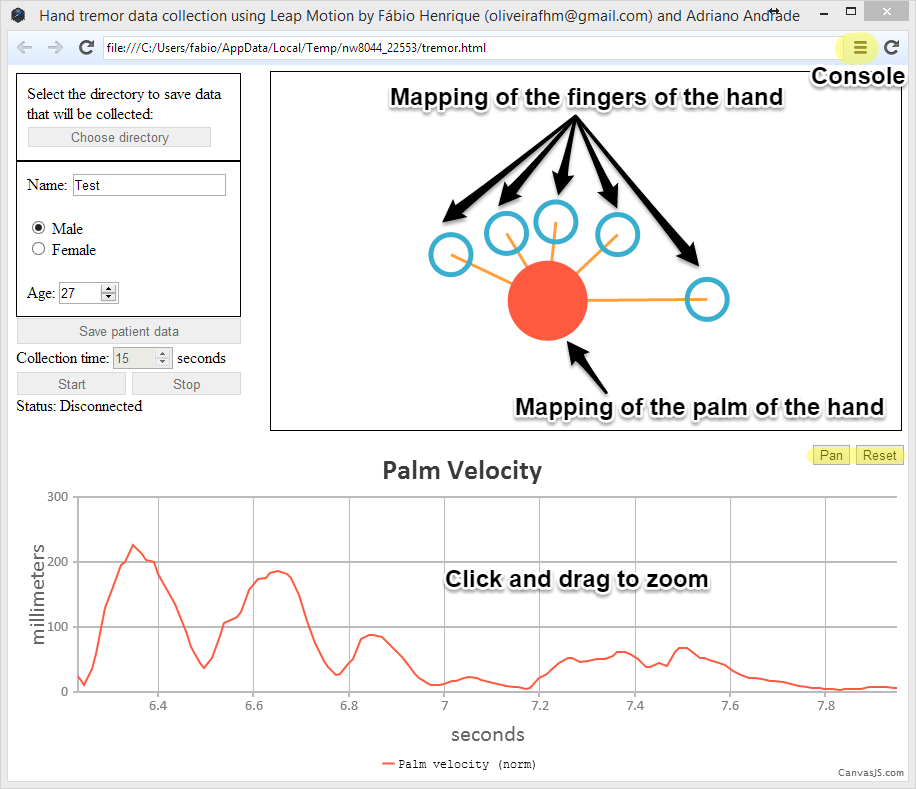 Hand tremor data collection using Leap Motion by Fábio Henrique (oliveirafhm@gmail.com) and Adriano Andrade
file:///C:/Users/fabio/AppData/Local/Temp/nw8044_22553/tremor.html
Console
Select the directory to save data
that will be collected:
Choose directory
Name: Test
Male
Female
Age: 27
Save patient data
Collection time: 15 seconds
Start Stop
Status: Disconnected
Mapping of the fingers of the hand
Mapping of the palm of the hand
Pan Reset
Palm Velocity
millimeters
300
200
100
0
Click and drag to zoom
6.4 6.6 6.8 7 7.2 7.4 7.6 7.8
seconds
Palm velocity (norm)
CanvasJS.com